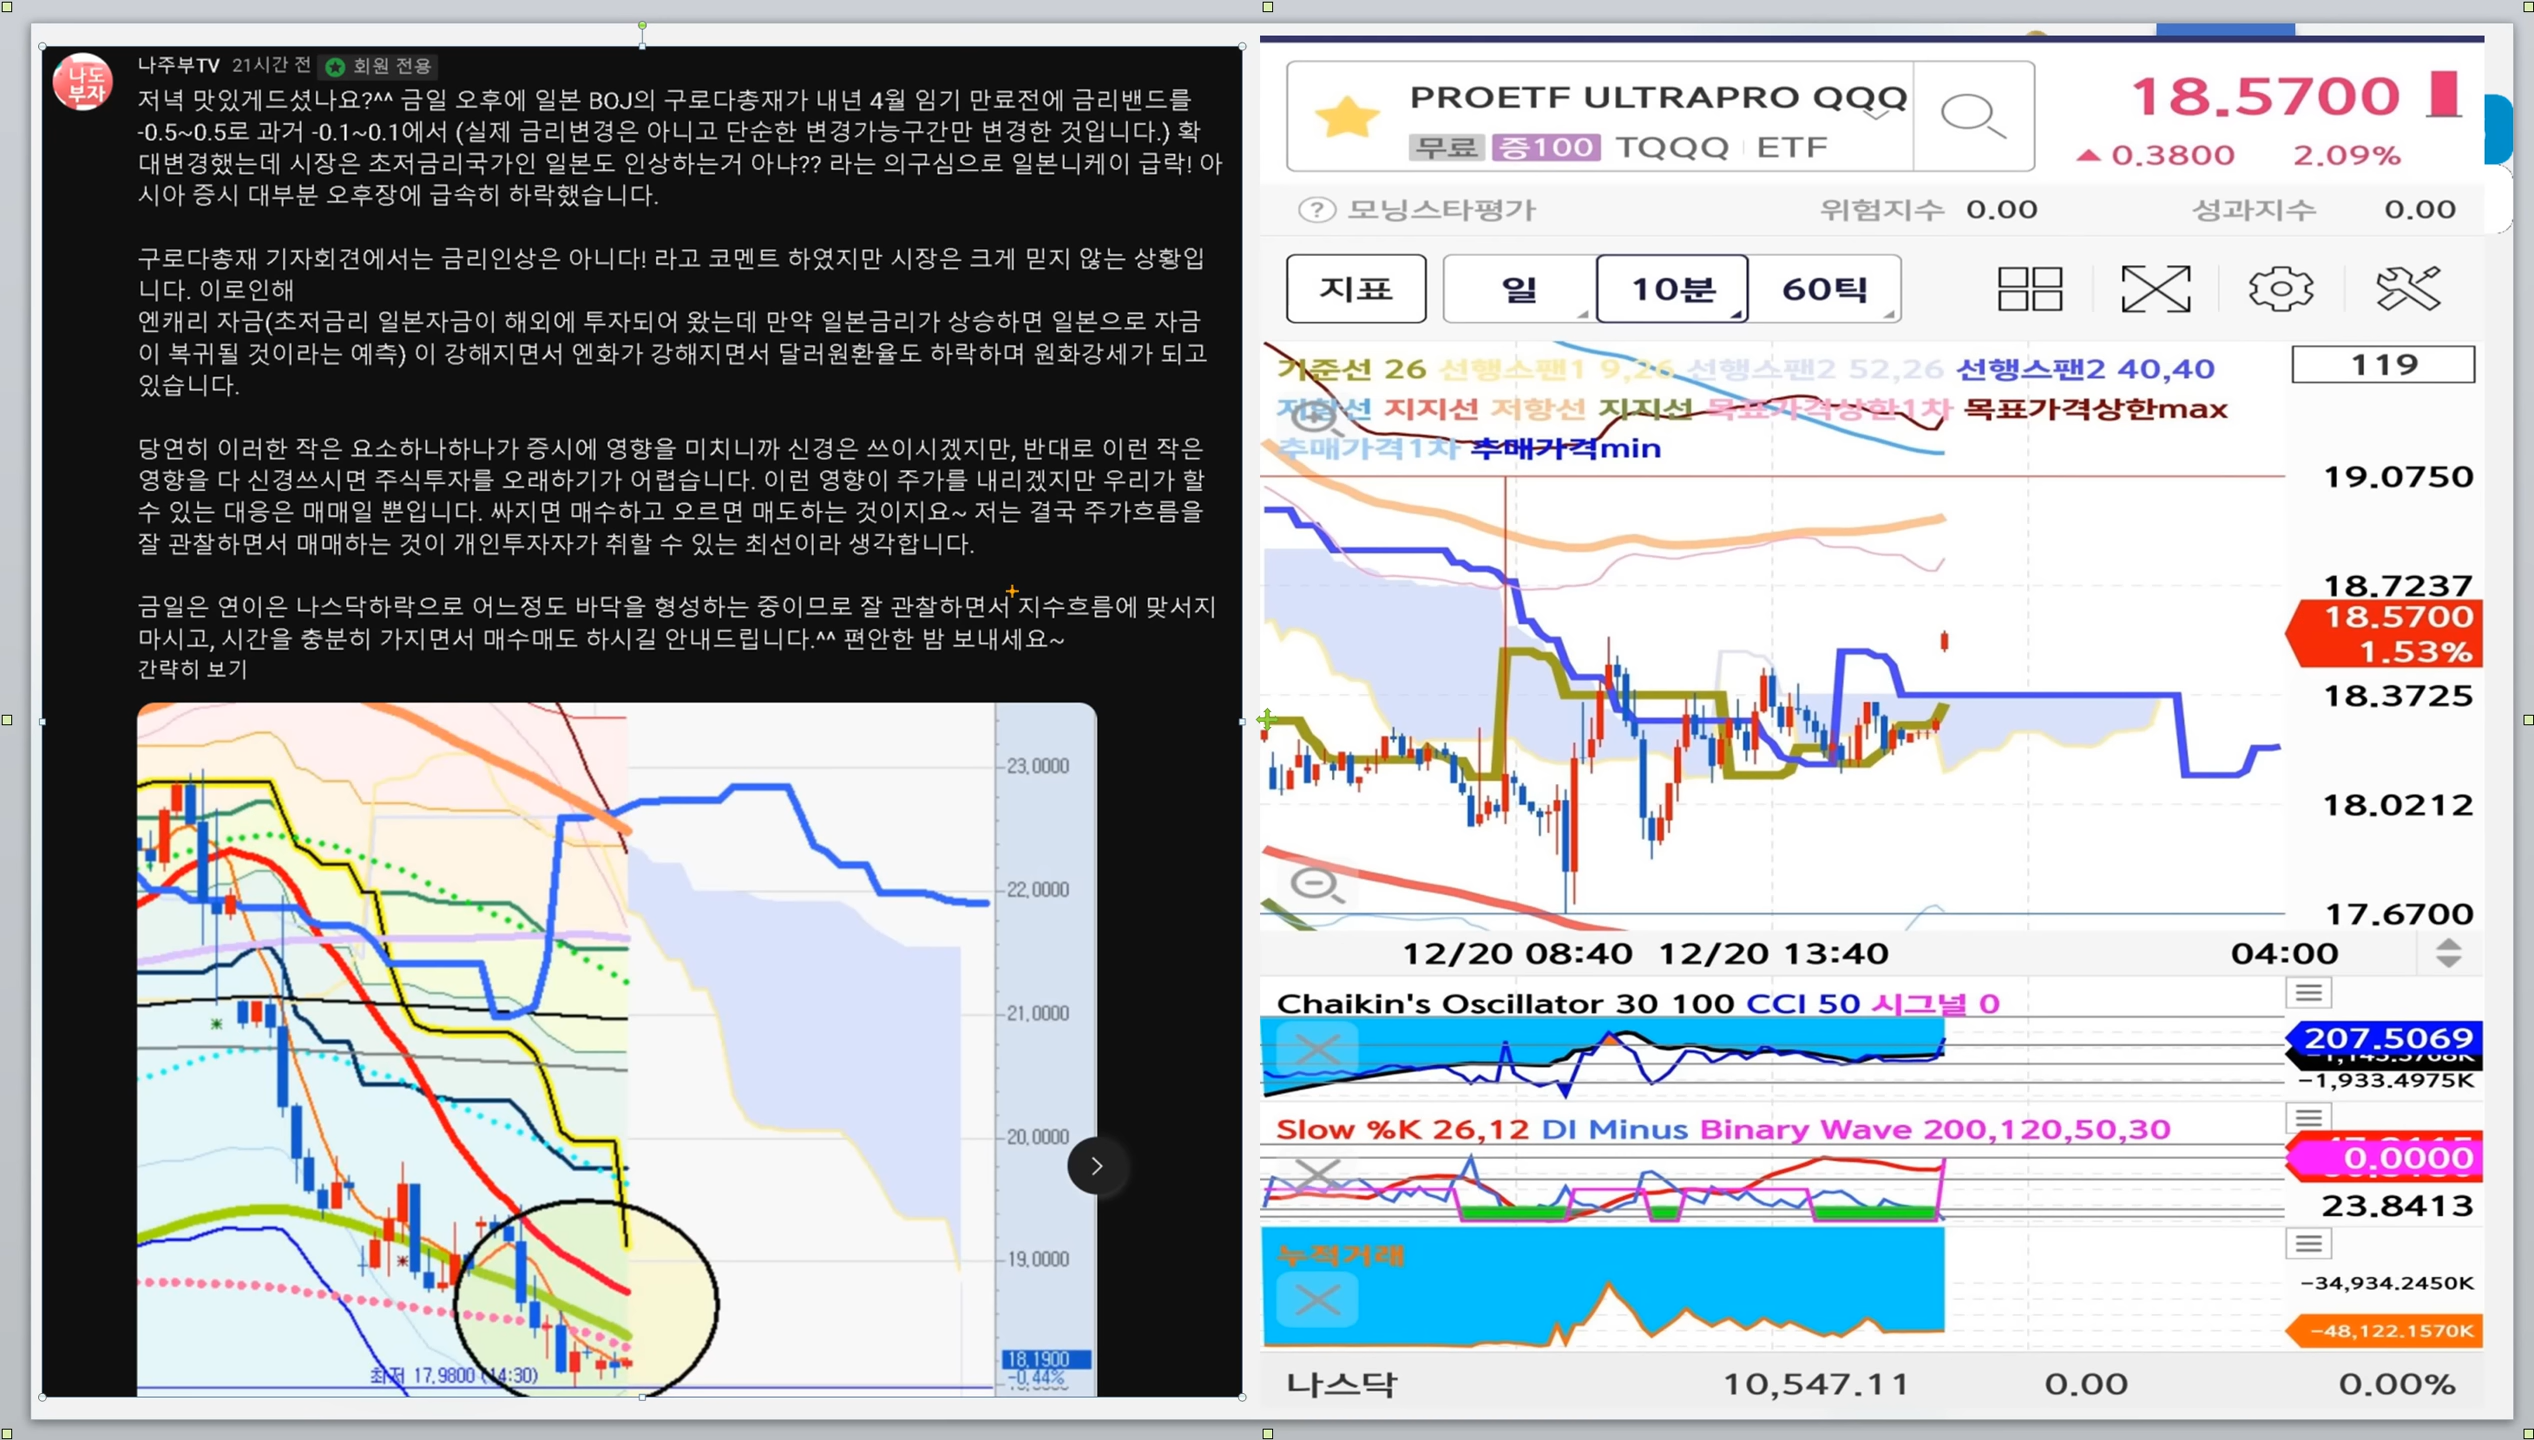 나도
부자
나주부TV 21시간 전 회원 전용
저녁 맛있게드셨나요?^^ 금일 오후에 일본 BOJ의 구로다총재가 내년 4월 임기 만료전에 금리밴드를
-0.5~0.5로 과거 -0.1~0.1에서 (실제 금리변경은 아니고 단순한 변경가능구간만 변경한 것입니다.) 확
대변경했는데 시장은 초저금리국가인 일본도 인상하는거 아냐?? 라는 의구심으로 일본니케이 급락! 아
시아 증시 대부분 오후장에 급속히 하락했습니다.
구로다총재 기자회견에서는 금리인상은 아니다! 라고 코멘트 하였지만 시장은 크게 믿지 않는 상황입
니다. 이로인해
엔캐리 자금(초저금리 일본자금이 해외에 투자되어 왔는데 만약 일본금리가 상승하면 일본으로 자금
이 복귀될 것이라는 예측) 이 강해지면서 엔화가 강해지면서 달러원환율도 하락하며 원화강세가 되고
있습니다.
당연히 이러한 작은 요소하나하나가 증시에 영향을 미치니까 신경은 쓰이시겠지만, 반대로 이런 작은
영향을 다 신경쓰시면 주식투자를 오래하기가 어렵습니다. 이런 영향이 주가를 내리겠지만 우리가 할
수 있는 대응은 매매일 뿐입니다. 싸지면 매수하고 오르면 매도하는 것이지요~ 저는 결국 주가흐름을
잘 관찰하면서 매매하는 것이 개인투자자가 취할 수 있는 최선이라 생각합니다.
금일은 연이은 나스닥하락으로 어느정도 바닥을 형성하는 중이므로 잘 관찰하면서 지수흐름에 맞서지
마시고, 시간을 충분히 가지면서 매수매도 하시길 안내드립니다.^^ 편안한 밤 보내세요~
간략히 보기
23,0000
22,0000
21,0000
20,0000
19,0000
18,1900
-0,44%
최저 17,9800 (14:30)
PROETF ULTRAPRO QQQ
무료 증100 TQQQ ETF
18.5700
▲ 0.3800 2.09%
? 모닝스타평가 위험지수 0.00 성과지수 0.00
지표 일 10분 60틱
기준선 26 선행스팬1 9,26 선행스팬2 52,26 선행스팬2 40,40
저항선 지지선 저항선 지지선 목표가격상한1차 목표가격상한max
추매가격1차 추매가격min
119
19.0750
18.7237
18.5700
1.53%
18.3725
18.0212
17.6700
12/20 08:40 12/20 13:40 04:00
Chaikin's Oscillator 30 100 CCI 50 시그널 0
207.5069
-1,933.4975K
Slow %K 26,12 DI Minus Binary Wave 200,120,50,30
0.0000
23.8413
누적거래
-34,934.2450K
-48,122.1570K
나스닥 10,547.11 0.00 0.00%